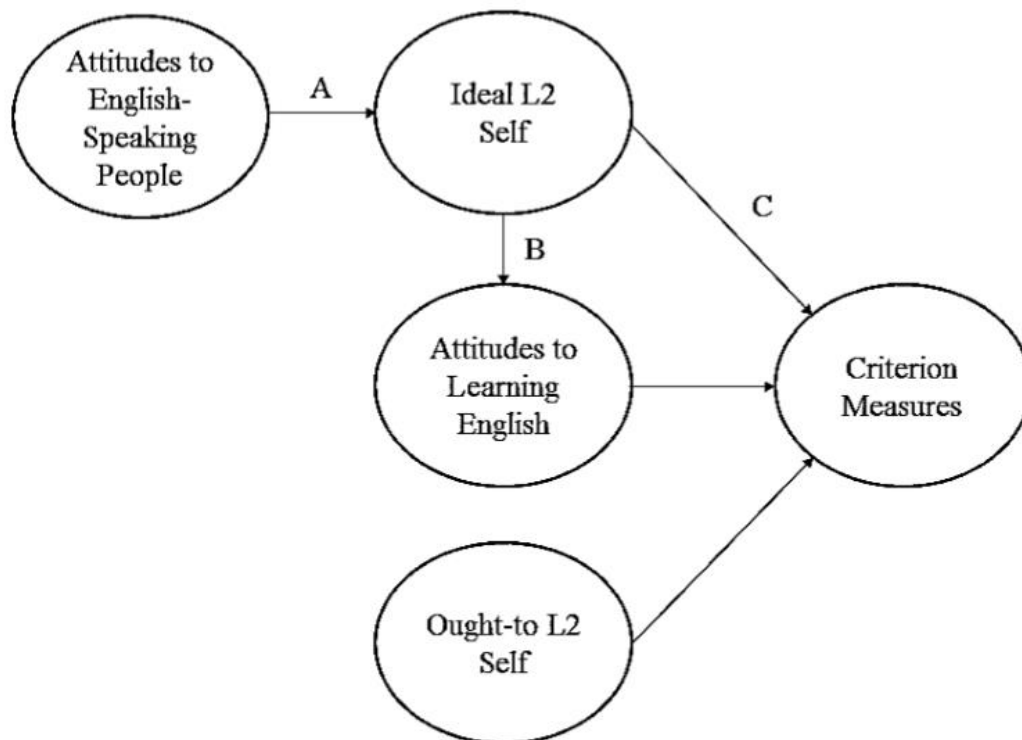 Attitudes to
English-
Speaking
People
A
Ideal L2
Self
B
C
Attitudes to
Learning
English
Criterion
Measures
Ought-to L2
Self